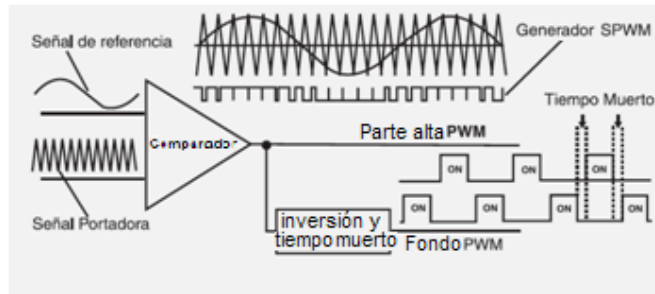 Señal de referencia
Generador SPWM
Tiempo Muerto
Comparador
Parte alta PWM
ON
ON
ON
ON
ON
ON
ON
Señal Portadora
inversión y
tiempo muerto
Fondo PWM